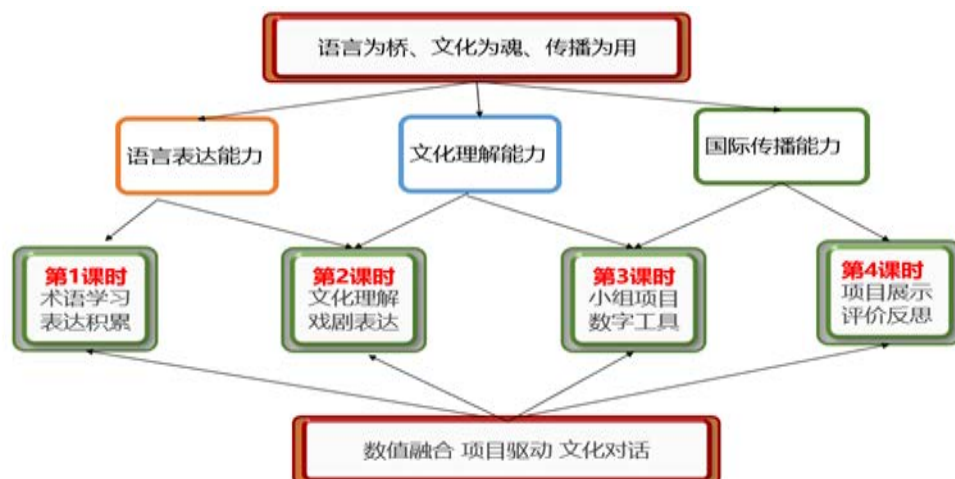 语言为桥、文化为魂、传播为用
语言表达能力
文化理解能力
国际传播能力
第1课时
术语学习
表达积累
第2课时
文化理解
戏剧表达
第3课时
小组项目
数字工具
第4课时
项目展示
评价反思
数值融合 项目驱动 文化对话